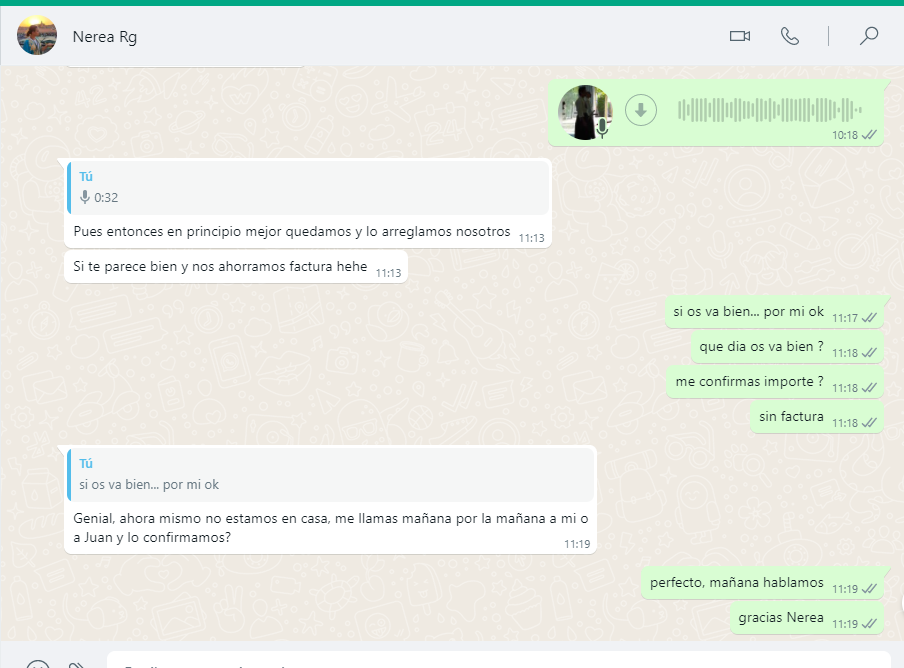 Nerea Rg
10:18
Tú
0:32
Pues entonces en principio mejor quedamos y lo arreglamos nosotros 11:13
Si te parece bien y nos ahorramos factura hehe 11:13
si os va bien... por mi ok 11:17
que dia os va bien ? 11:18
me confirmas importe ? 11:18
sin factura 11:18
Tú
si os va bien... por mi ok
Genial, ahora mismo no estamos en casa, me llamas mañana por la mañana a mi o
a Juan y lo confirmamos? 11:19
perfecto, mañana hablamos 11:19
gracias Nerea 11:19